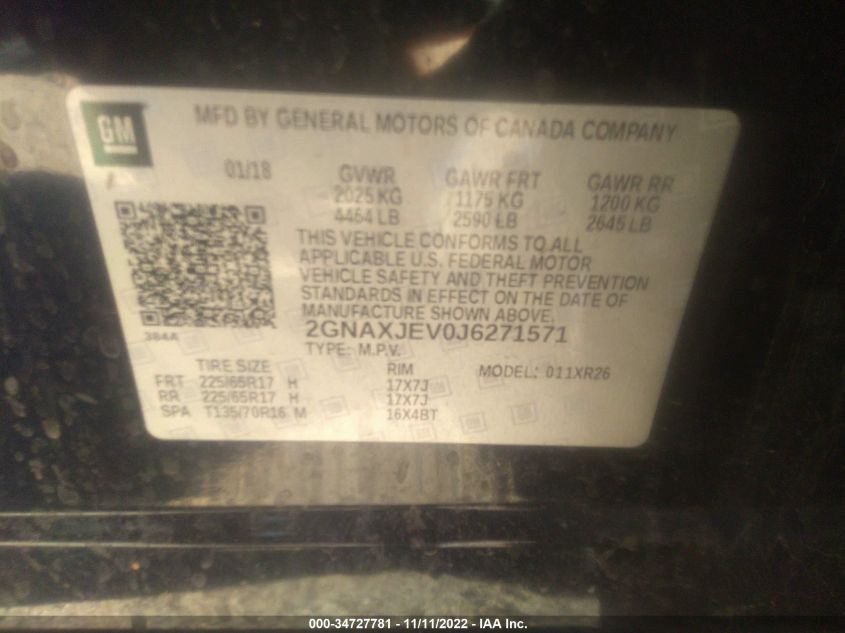 GM
MFD BY GENERAL MOTORS OF CANADA COMPANY
01/18 GVWR GAWR FRT GAWR RR
2025 KG 1175 KG 1200 KG
4464 LB 2590 LB 2645 LB
THIS VEHICLE CONFORMS TO ALL
APPLICABLE U.S. FEDERAL MOTOR
VEHICLE SAFETY AND THEFT PREVENTION
STANDARDS IN EFFECT ON THE DATE OF
MANUFACTURE SHOWN ABOVE.
384A
2GNAXJEV0J6271571
TYPE: M.P.V.
TIRE SIZE RIM MODEL: 011XR26
FRT 225/65R17 H 17X7J
RR 225/65R17 H 17X7J
SPA T135/70R16 M 16X4BT
000-34727781 - 11/11/2022 - IAA Inc.